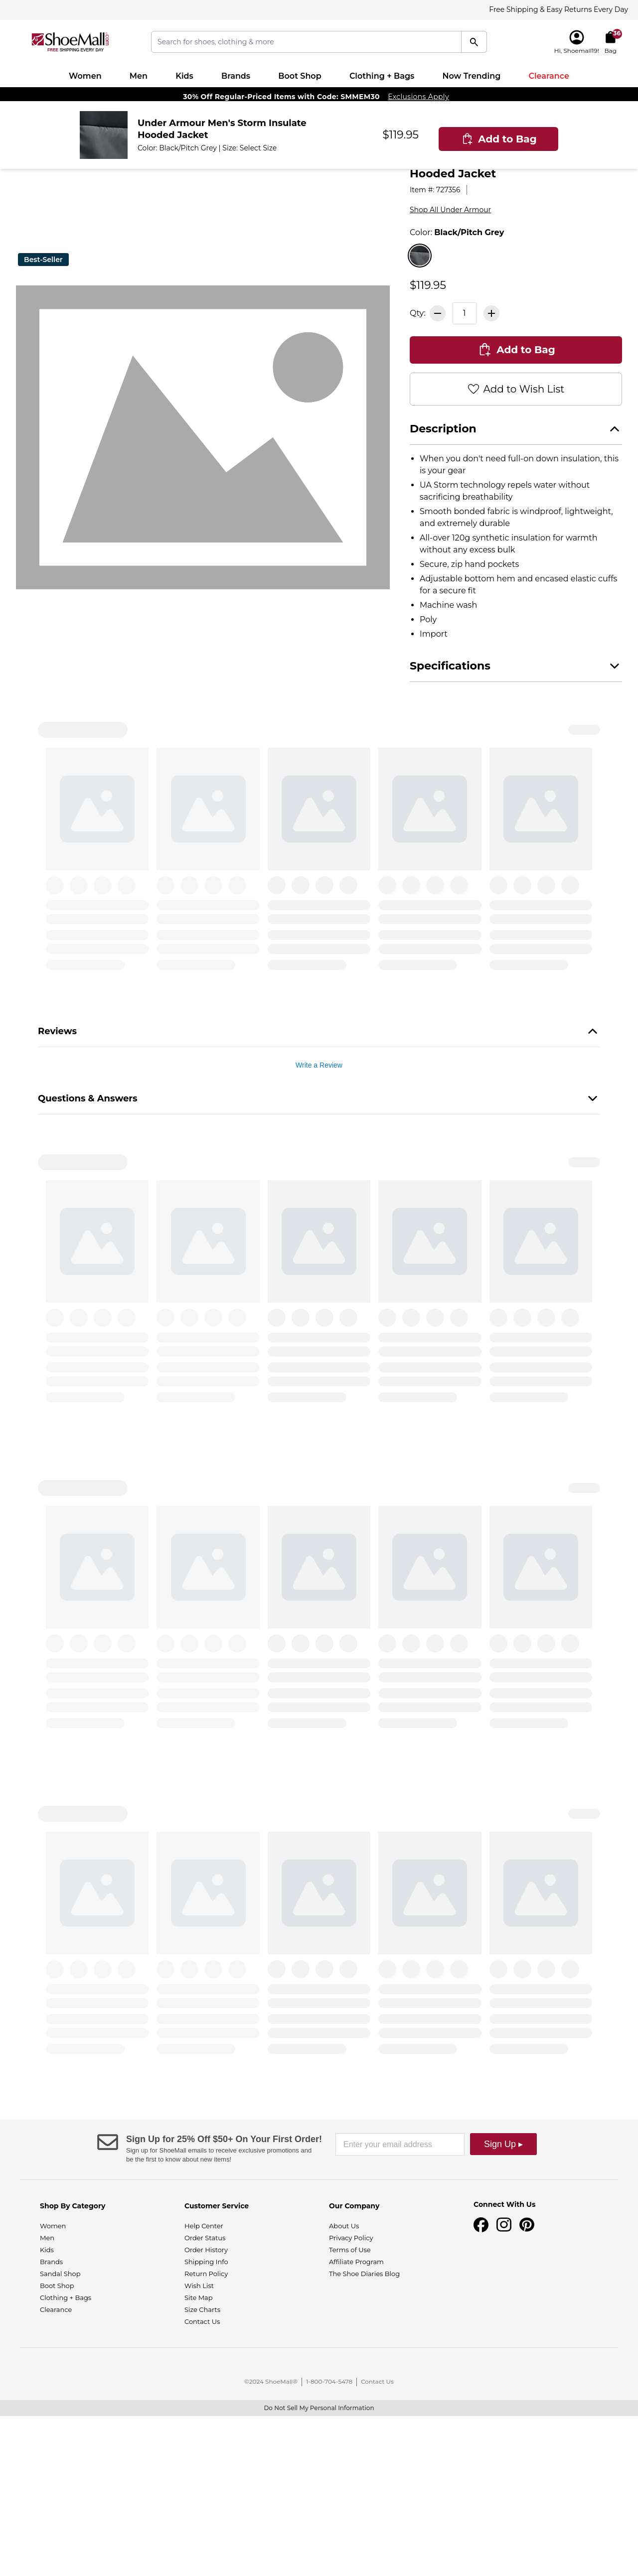 Free Shipping & Easy Returns Every Day
ShoeMall.com
FREE SHIPPING EVERY DAY
Search for shoes, clothing & more
36
Hi, Shoemall19!
Bag
Women
Men
Kids
Brands
Boot Shop
Clothing + Bags
Now Trending
Clearance
30% Off Regular-Priced Items with Code: SMMEM30 Exclusions Apply
Under Armour Men's Storm Insulate
Hooded Jacket
Color: Black/Pitch Grey | Size: Select Size
$119.95
Add to Bag
Hooded Jacket
Item #: 727356
Shop All Under Armour
Color: Black/Pitch Grey
Best-Seller
$119.95
Qty:
1
Add to Bag
Add to Wish List
Description
• When you don't need full-on down insulation, this
is your gear
• UA Storm technology repels water without
sacrificing breathability
• Smooth bonded fabric is windproof, lightweight,
and extremely durable
• All-over 120g synthetic insulation for warmth
without any excess bulk
• Secure, zip hand pockets
• Adjustable bottom hem and encased elastic cuffs
for a secure fit
• Machine wash
• Poly
• Import
Specifications
Reviews
Write a Review
Questions & Answers
Sign Up for 25% Off $50+ On Your First Order!
Sign up for ShoeMall emails to receive exclusive promotions and
be the first to know about new items!
Enter your email address
Sign Up ▸
Shop By Category
Women
Men
Kids
Brands
Sandal Shop
Boot Shop
Clothing + Bags
Clearance
Customer Service
Help Center
Order Status
Order History
Shipping Info
Return Policy
Wish List
Site Map
Size Charts
Contact Us
Our Company
About Us
Privacy Policy
Terms of Use
Affiliate Program
The Shoe Diaries Blog
Connect With Us
©2024 ShoeMall® | 1-800-704-5478 | Contact Us
Do Not Sell My Personal Information